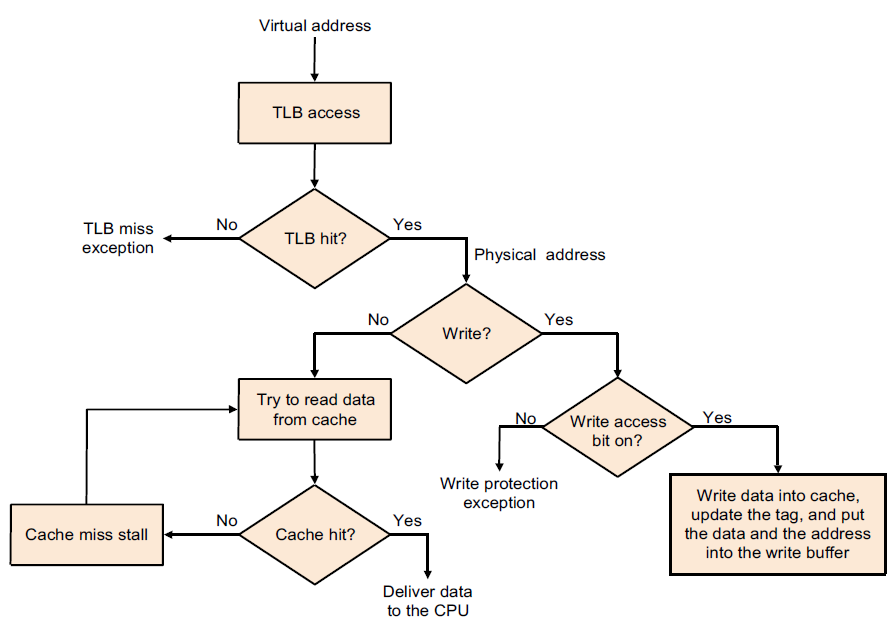 Virtual address
TLB access
TLB hit?
No
Yes
TLB miss
exception
Physical address
Write?
No
Yes
Try to read data
from cache
Write access
bit on?
No
Yes
Write protection
exception
Write data into cache,
update the tag, and put
the data and the address
into the write buffer
Cache hit?
No
Yes
Cache miss stall
Deliver data
to the CPU